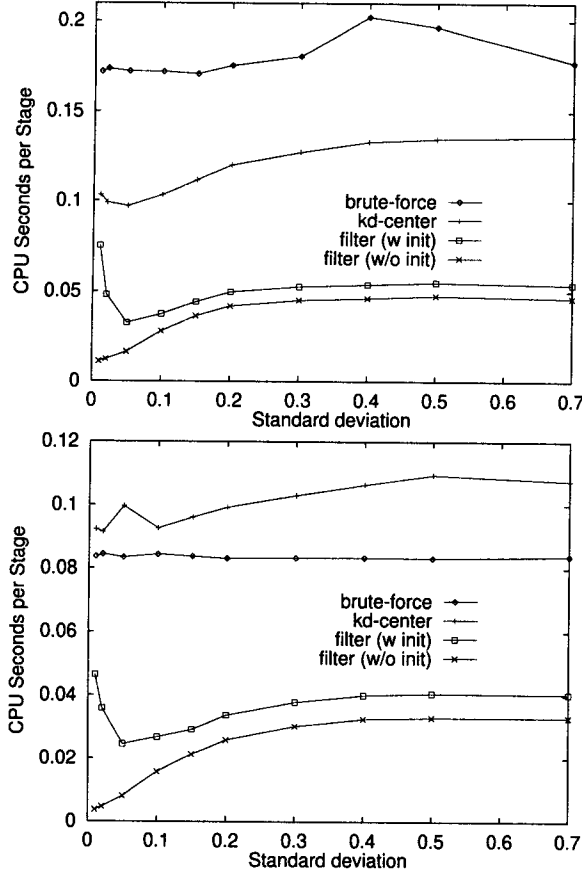 0.2
0.15
0.1
0.05
0
CPU Seconds per Stage
brute-force
kd-center
filter (w init)
filter (w/o init)
0 0.1 0.2 0.3 0.4 0.5 0.6 0.7
Standard deviation
0.12
0.1
0.08
0.06
0.04
0.02
0
CPU Seconds per Stage
brute-force
kd-center
filter (w init)
filter (w/o init)
0 0.1 0.2 0.3 0.4 0.5 0.6 0.7
Standard deviation